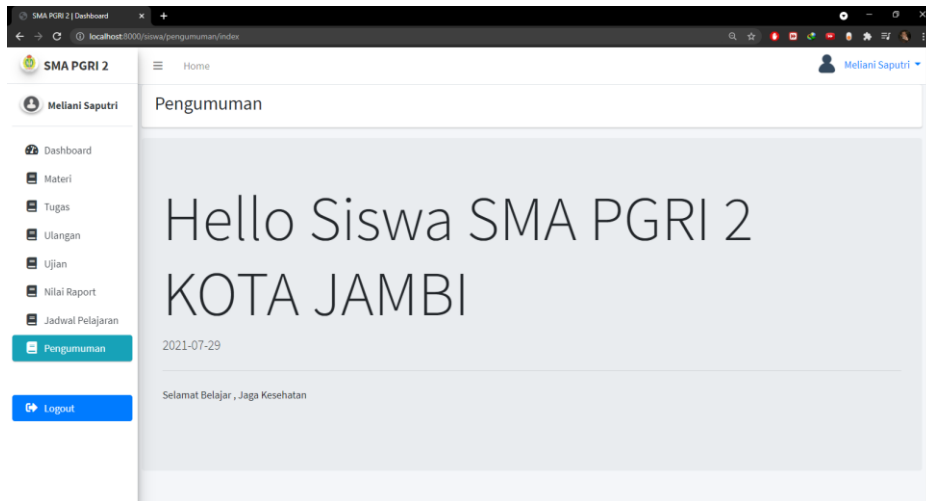 SMA PGRI 2 | Dashboard
localhost:8000/siswa/pengumuman/index
SMA PGRI 2
Home
Meliani Saputri
Meliani Saputri
Pengumuman
Dashboard
Materi
Tugas
Ulangan
Ujian
Nilai Raport
Jadwal Pelajaran
Pengumuman
Logout
Hello Siswa SMA PGRI 2
KOTA JAMBI
2021-07-29
Selamat Belajar , Jaga Kesehatan